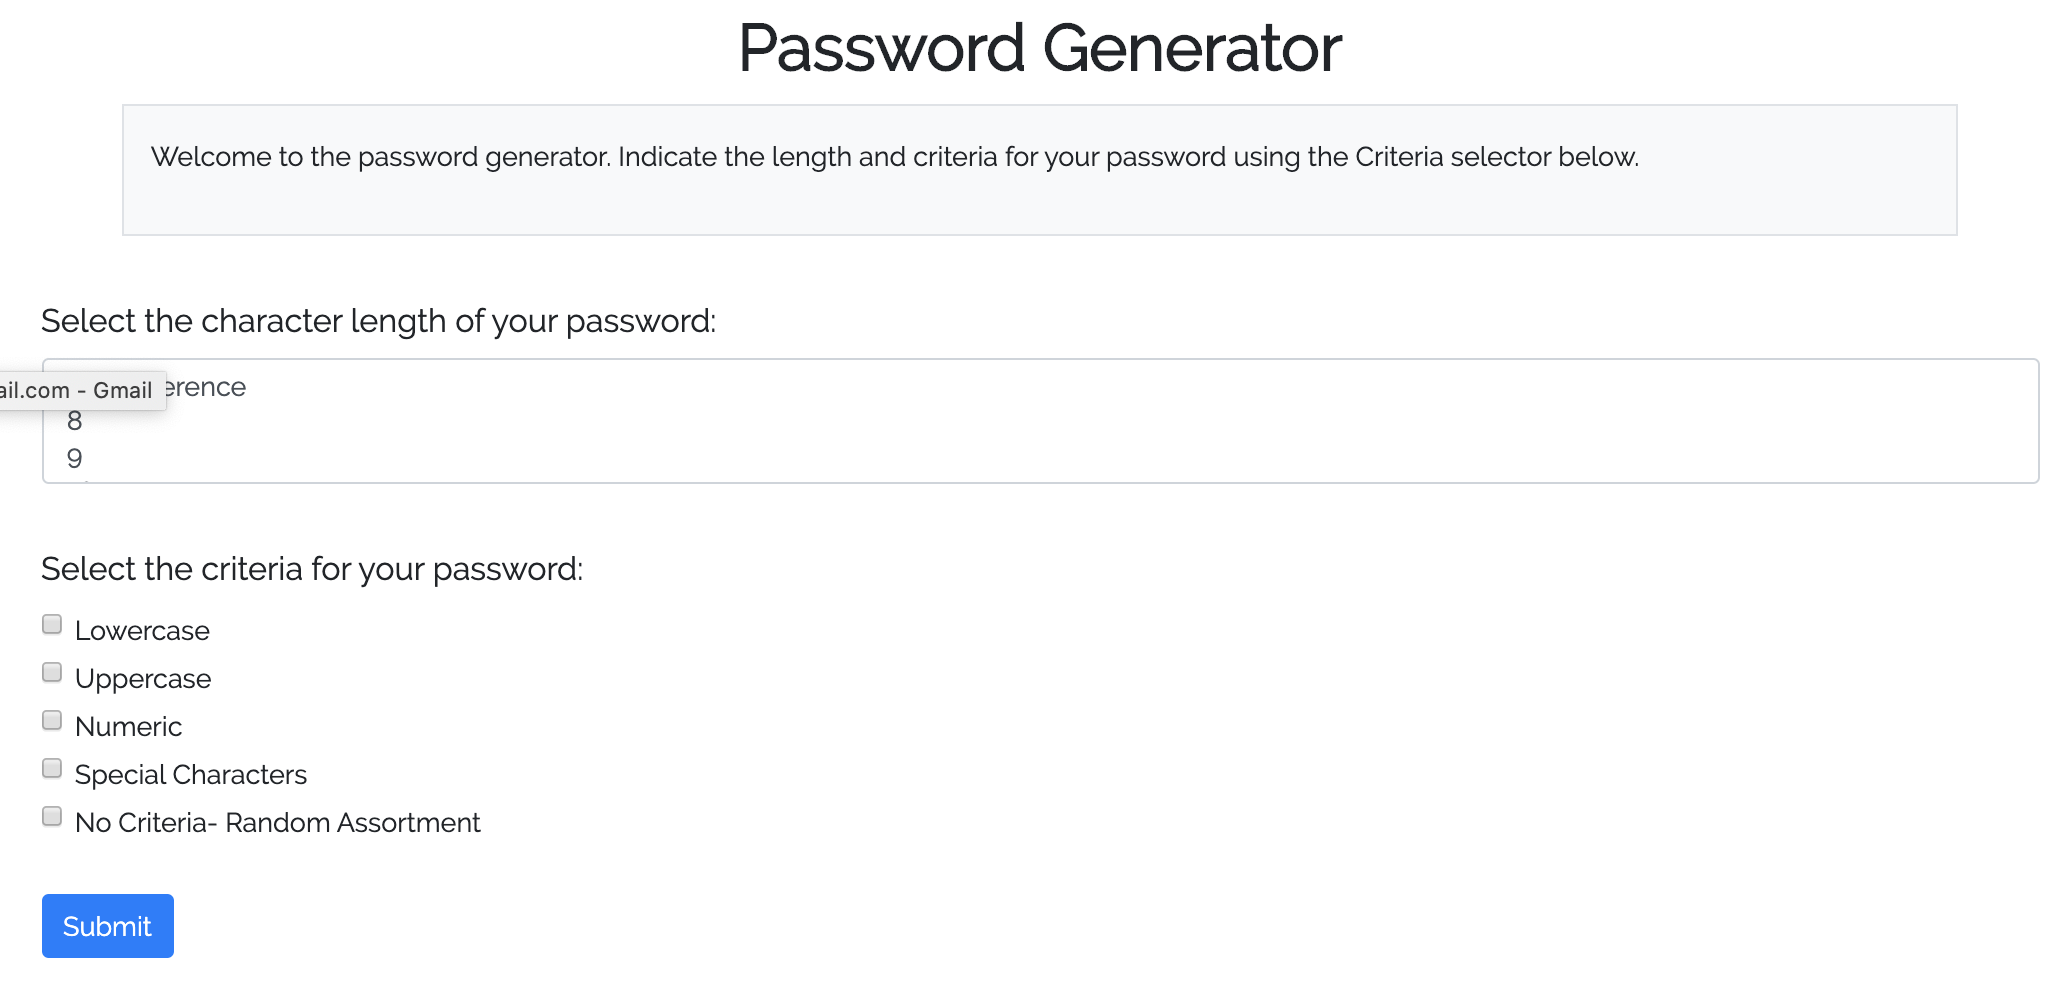 Password Generator
Welcome to the password generator. Indicate the length and criteria for your password using the Criteria selector below.
Select the character length of your password:
ail.com - Gmail
erence
8
9
Select the criteria for your password:
Lowercase
Uppercase
Numeric
Special Characters
No Criteria- Random Assortment
Submit